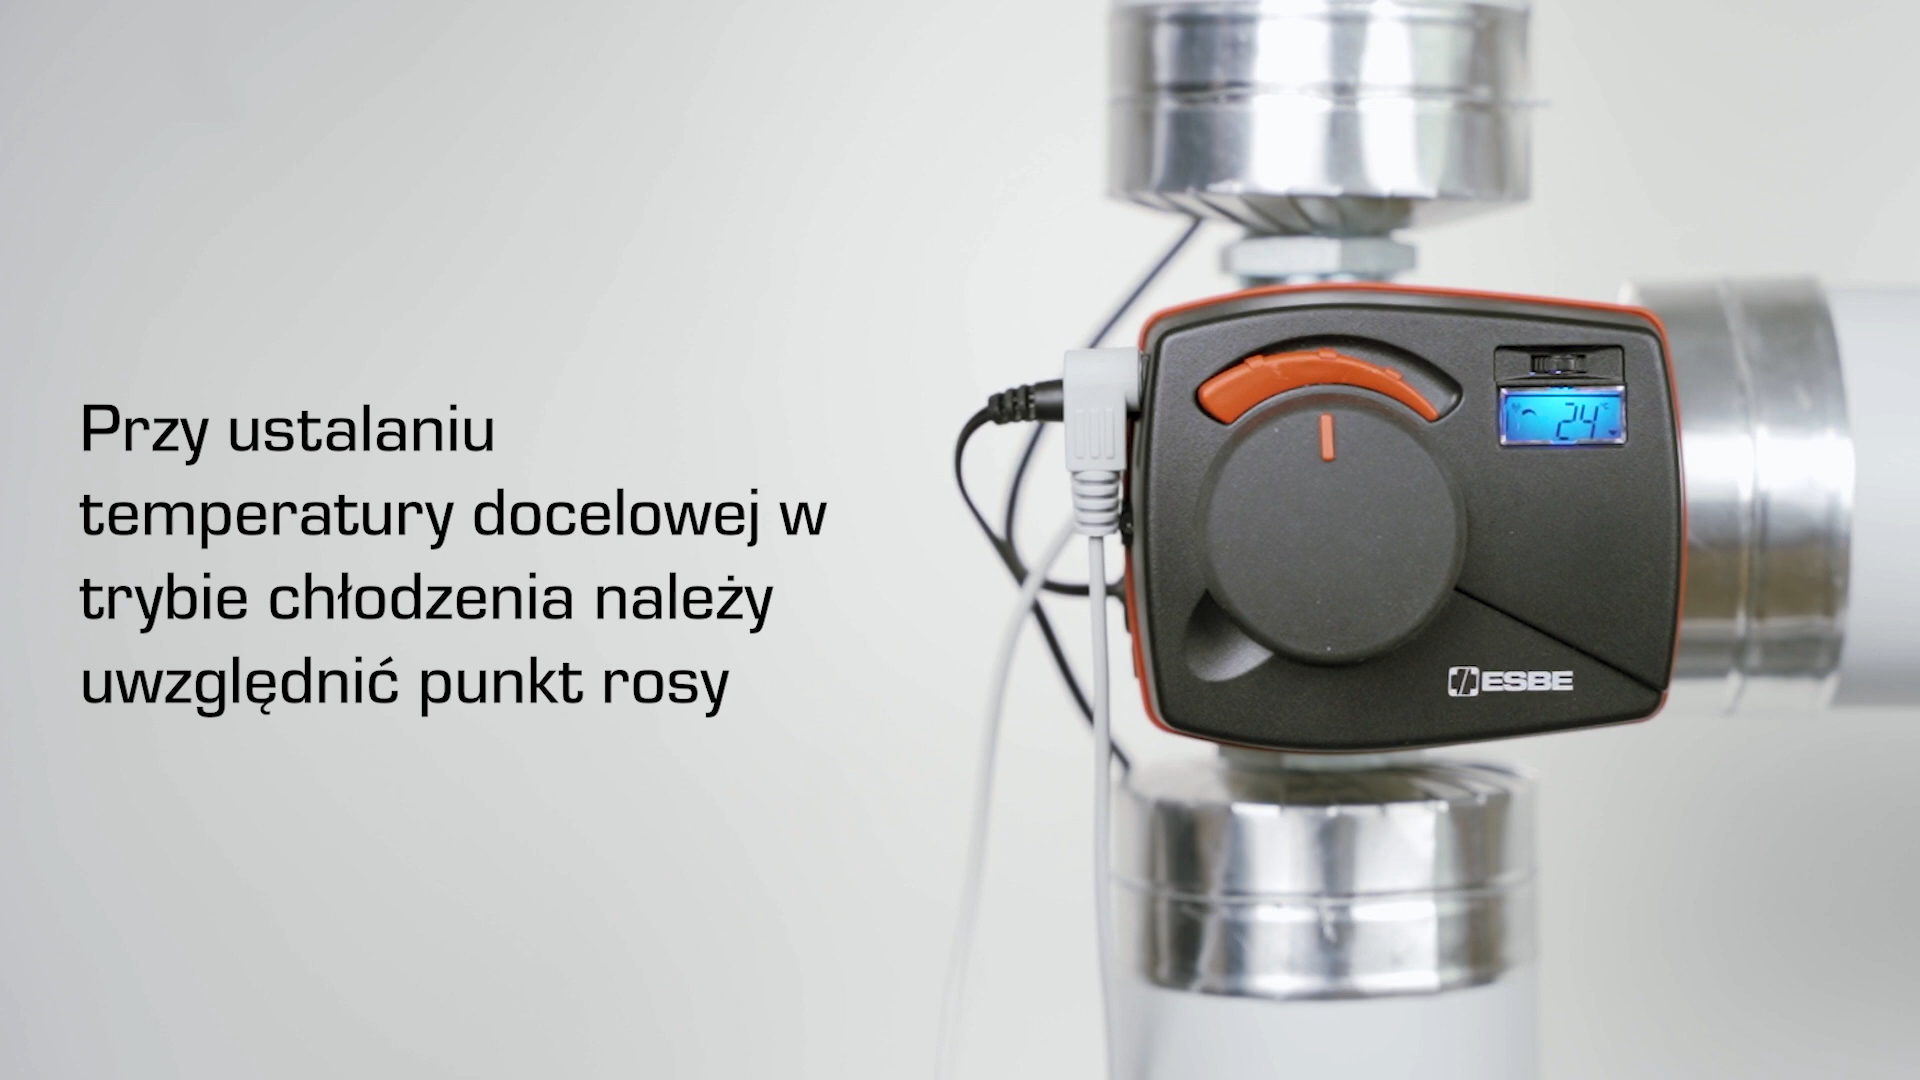 Przy ustalaniu
temperatury docelowej w
trybie chłodzenia należy
uwzględnić punkt rosy
24
ESBE